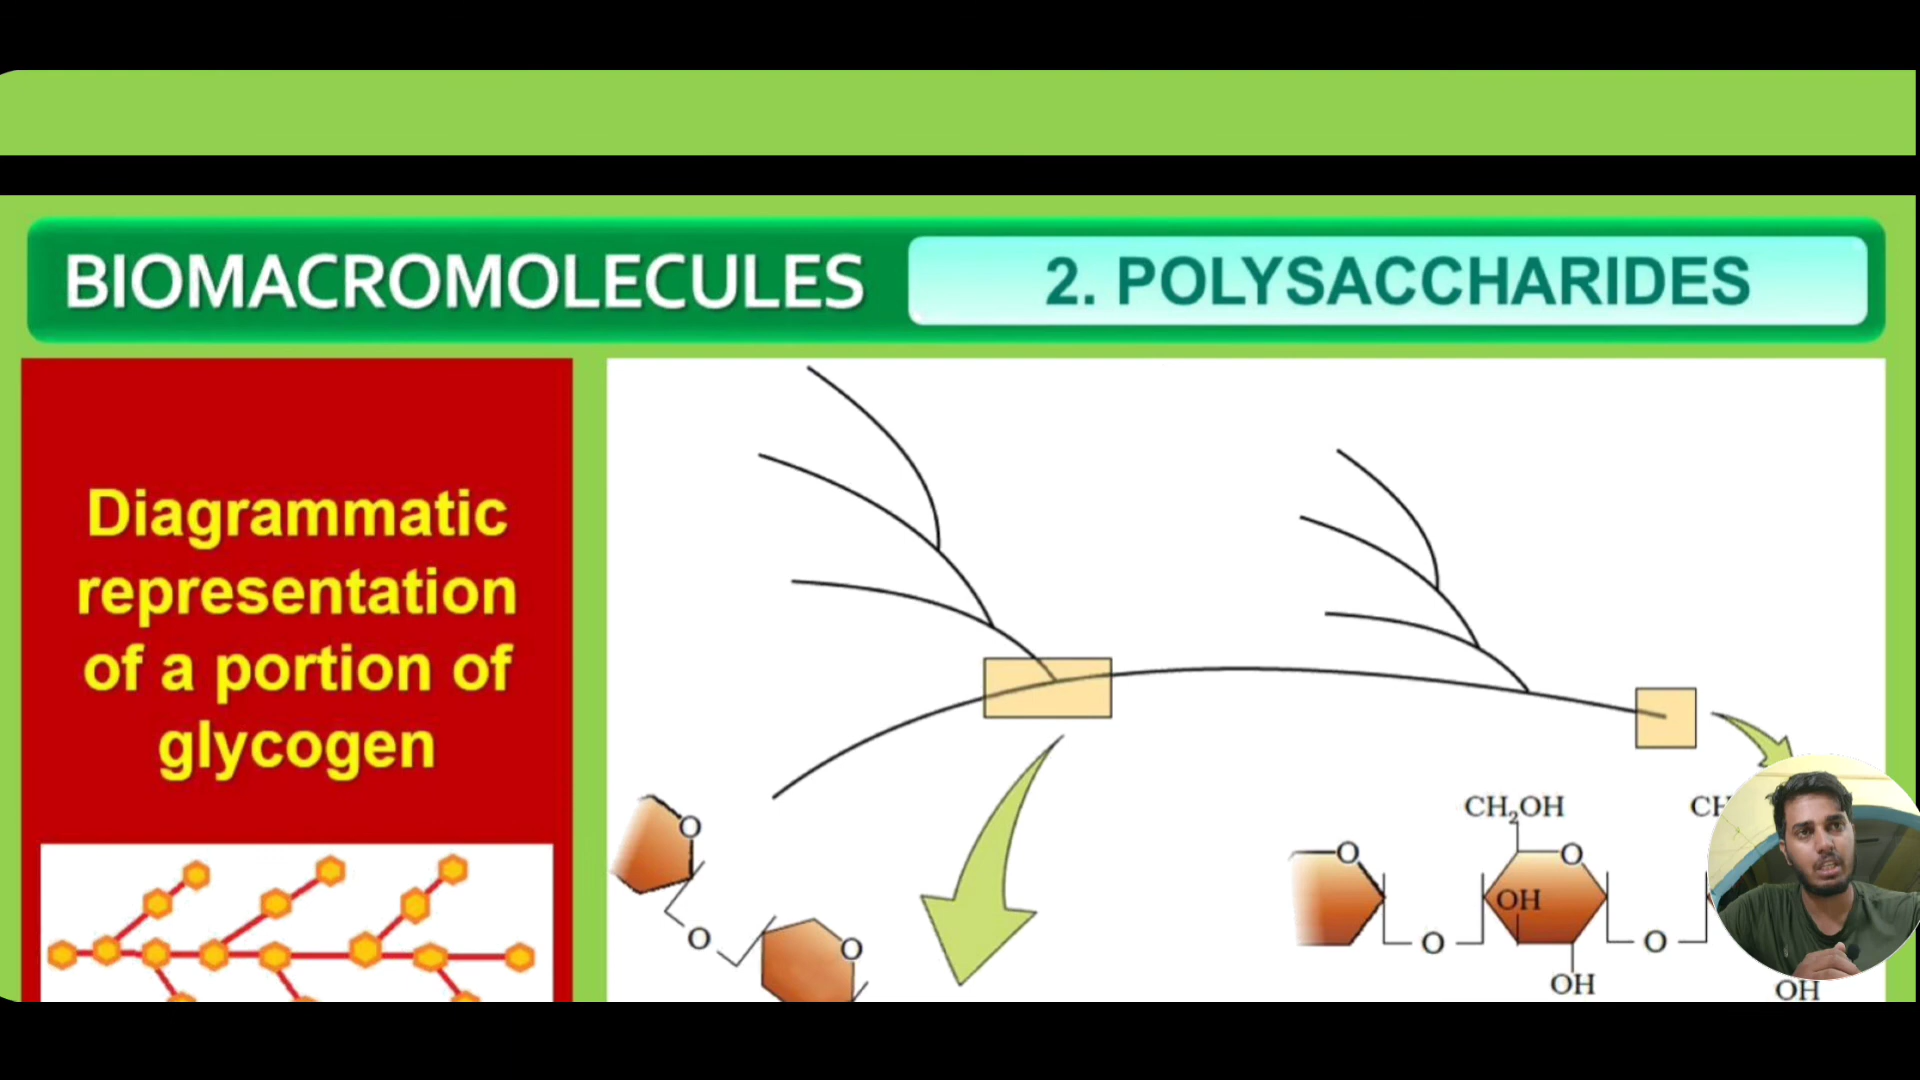 BIOMACROMOLECULES
2. POLYSACCHARIDES
Diagrammatic
representation
of a portion of
glycogen
CH₂OH
O
O
O
OH
O
O
OH
O
O
OH